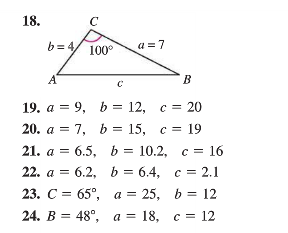 18.
C
b = 4 100° a = 7
A c B
19. a = 9, b = 12, c = 20
20. a = 7, b = 15, c = 19
21. a = 6.5, b = 10.2, c = 16
22. a = 6.2, b = 6.4, c = 2.1
23. C = 65°, a = 25, b = 12
24. B = 48°, a = 18, c = 12